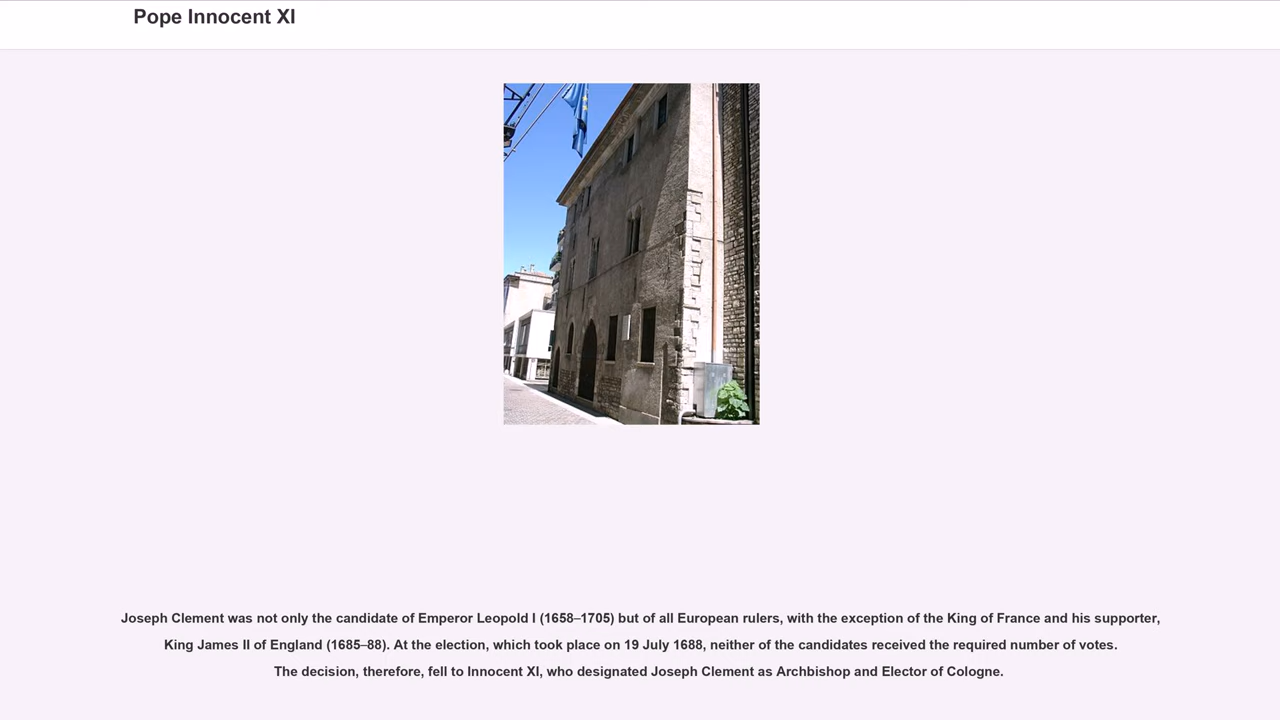 Pope Innocent XI
Joseph Clement was not only the candidate of Emperor Leopold I (1658–1705) but of all European rulers, with the exception of the King of France and his supporter,
King James II of England (1685–88). At the election, which took place on 19 July 1688, neither of the candidates received the required number of votes.
The decision, therefore, fell to Innocent XI, who designated Joseph Clement as Archbishop and Elector of Cologne.